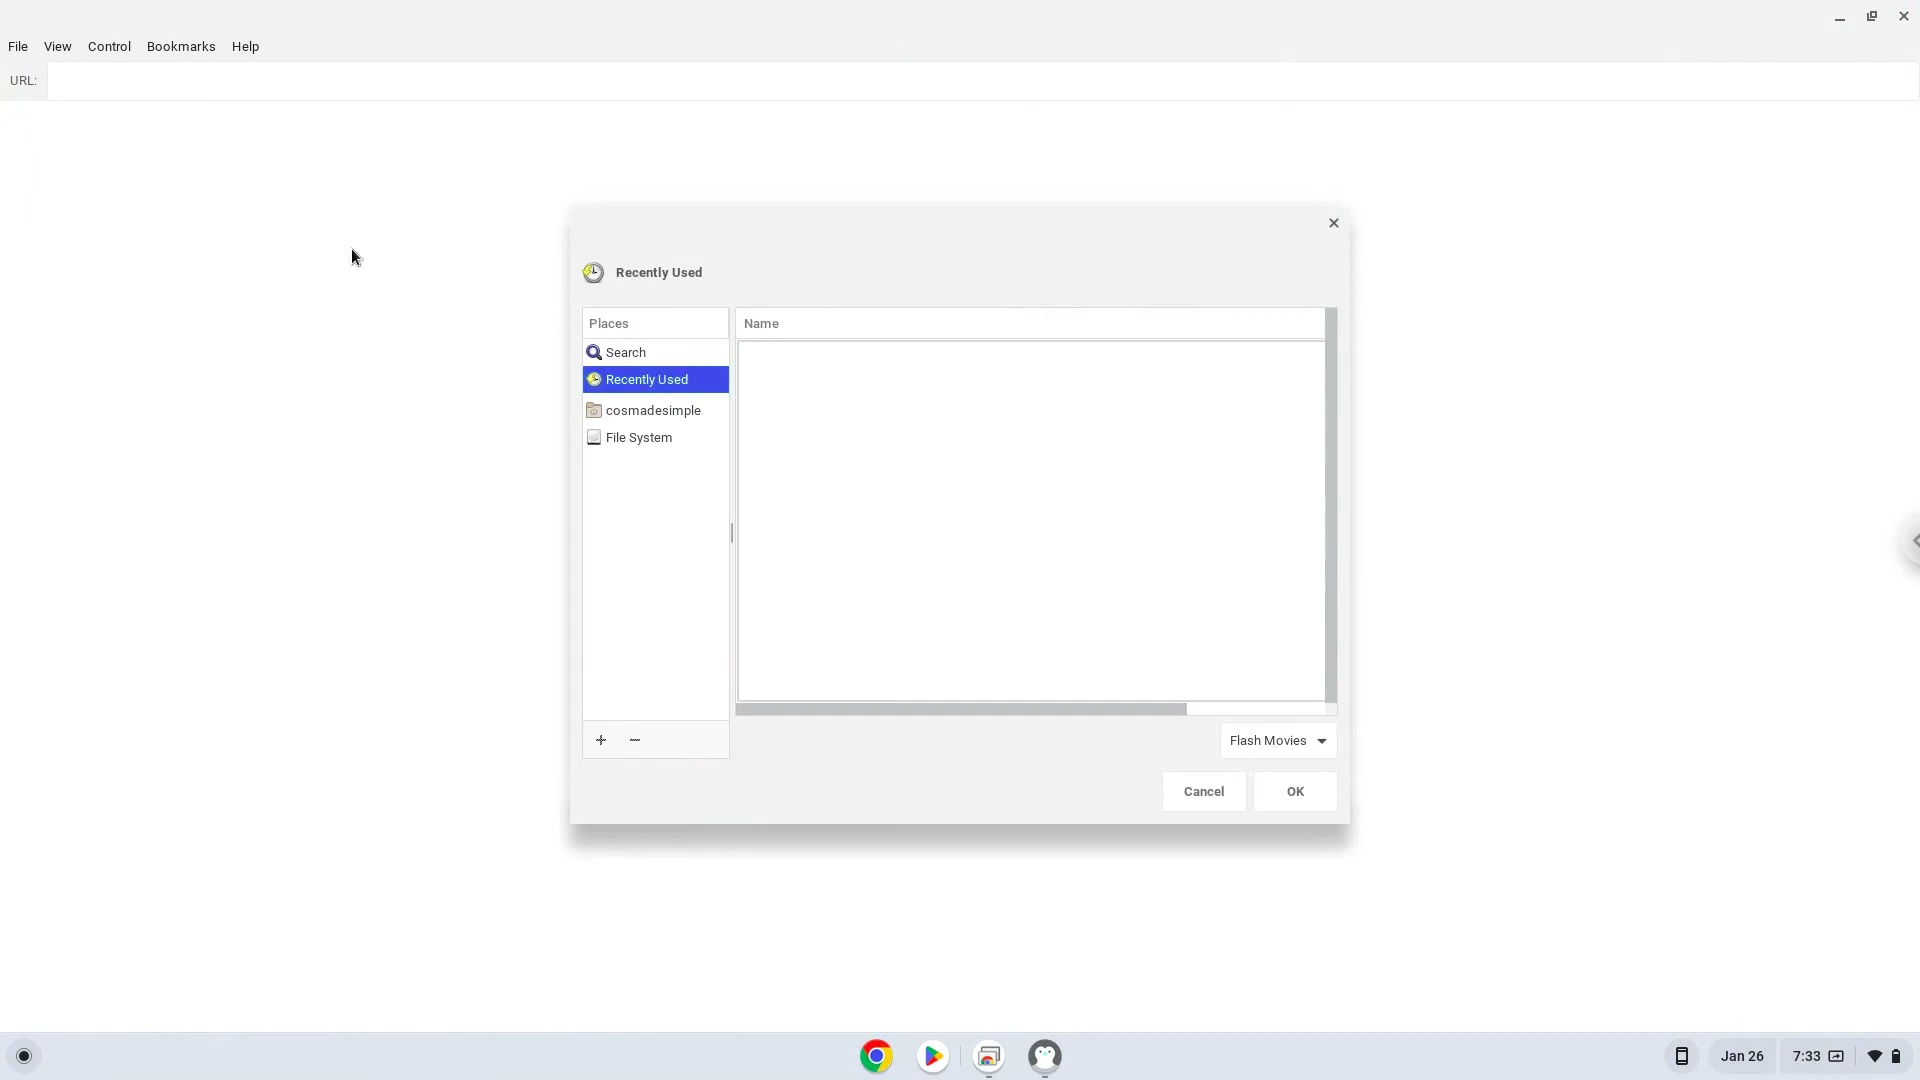 File View Control Bookmarks Help
URL:
Recently Used
Places
Name
Search
Recently Used
cosmadesimple
File System
Flash Movies
Cancel
OK
Jan 26
7:33